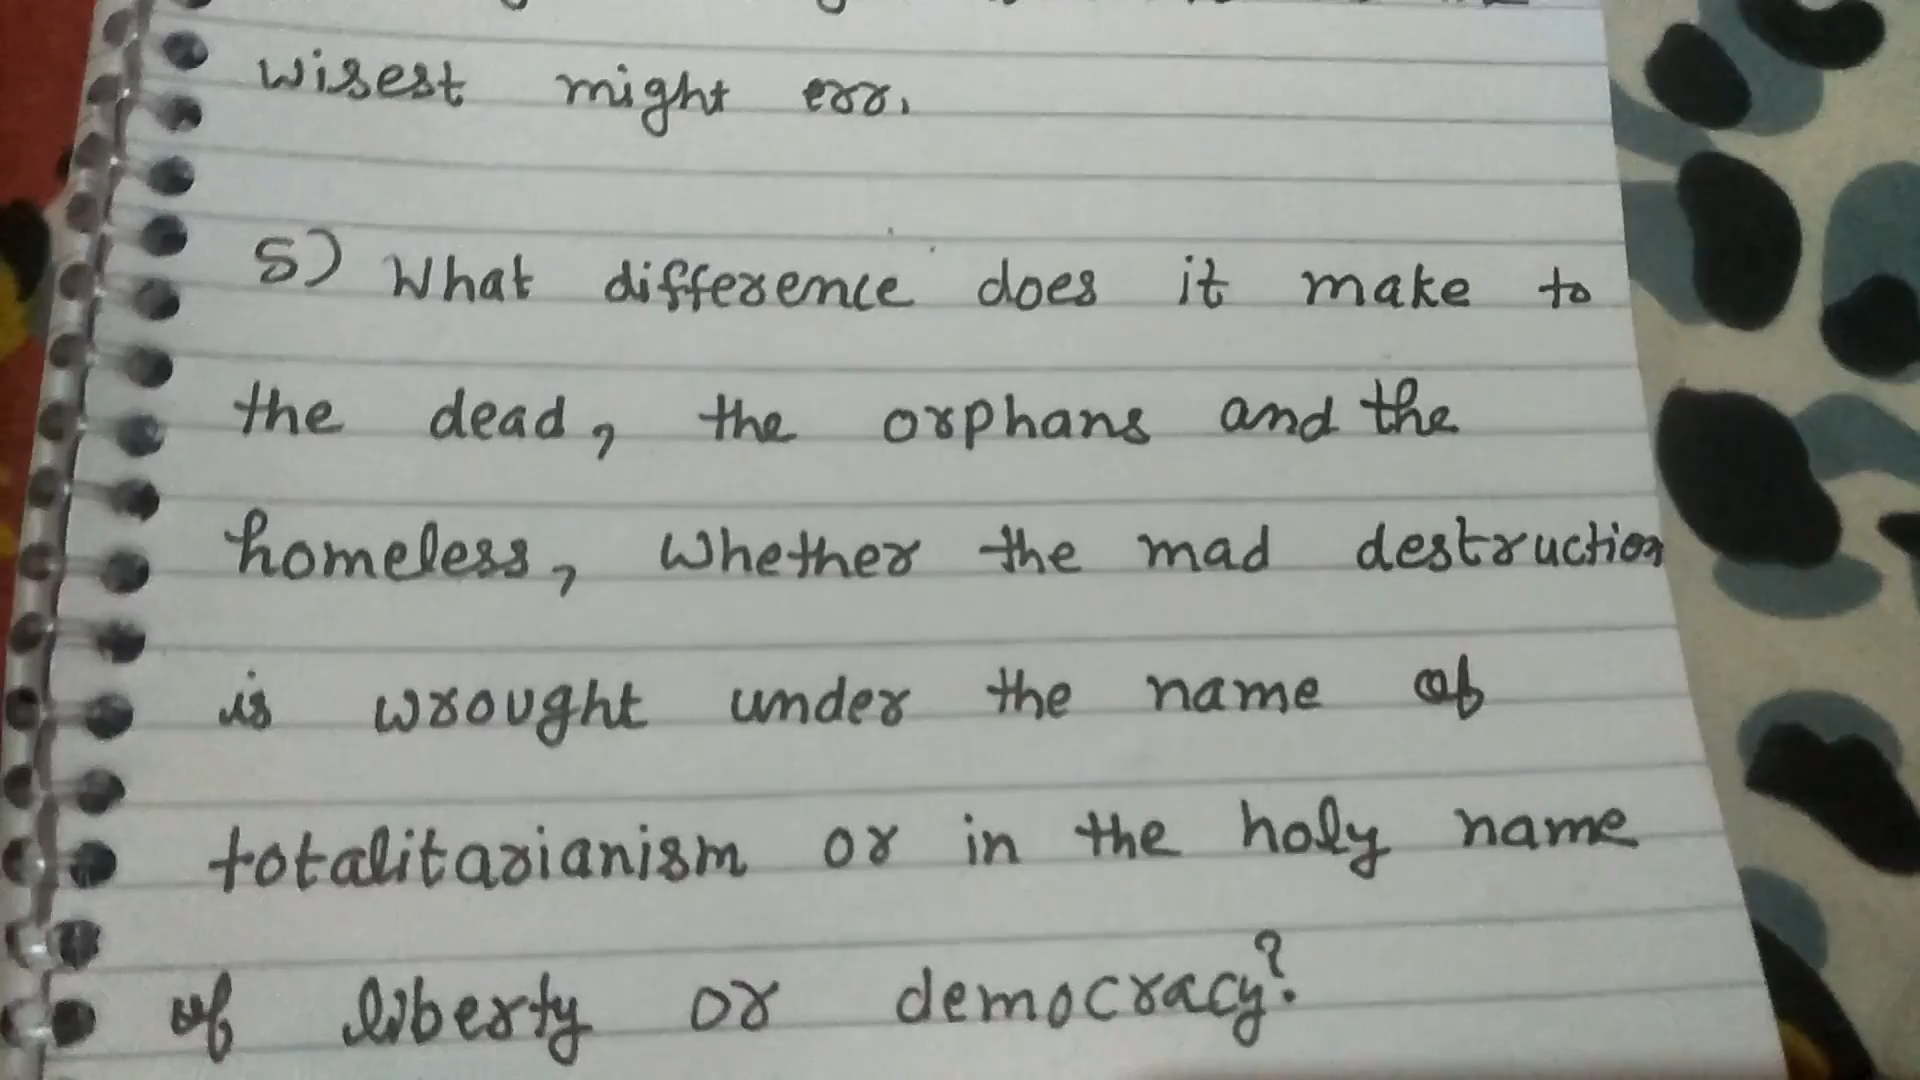 wisest might err.
5) What difference does it make to
the dead, the orphans and the
homeless, whether the mad destruction
is wrought under the name of
totalitarianism or in the holy name
of liberty or democracy?